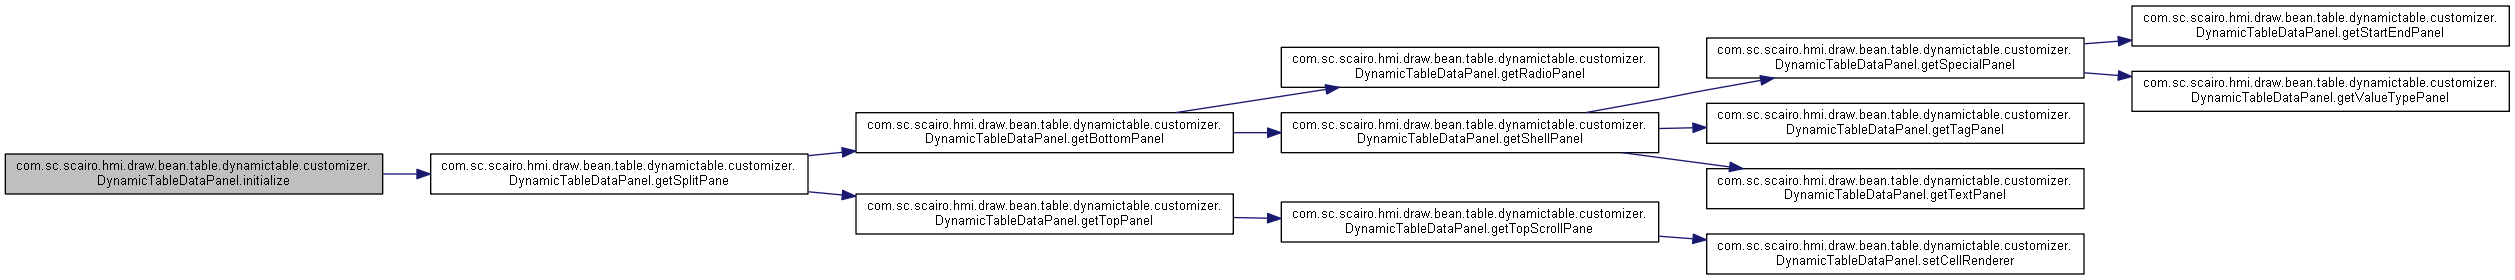 com.sc.scairo.hmi.draw.bean.table.dynamictable.customizer.
DynamicTableDataPanel.initialize
com.sc.scairo.hmi.draw.bean.table.dynamictable.customizer.
DynamicTableDataPanel.getSplitPane
com.sc.scairo.hmi.draw.bean.table.dynamictable.customizer.
DynamicTableDataPanel.getBottomPanel
com.sc.scairo.hmi.draw.bean.table.dynamictable.customizer.
DynamicTableDataPanel.getTopPanel
com.sc.scairo.hmi.draw.bean.table.dynamictable.customizer.
DynamicTableDataPanel.getRadioPanel
com.sc.scairo.hmi.draw.bean.table.dynamictable.customizer.
DynamicTableDataPanel.getShellPanel
com.sc.scairo.hmi.draw.bean.table.dynamictable.customizer.
DynamicTableDataPanel.getTopScrollPane
com.sc.scairo.hmi.draw.bean.table.dynamictable.customizer.
DynamicTableDataPanel.getSpecialPanel
com.sc.scairo.hmi.draw.bean.table.dynamictable.customizer.
DynamicTableDataPanel.getTagPanel
com.sc.scairo.hmi.draw.bean.table.dynamictable.customizer.
DynamicTableDataPanel.getTextPanel
com.sc.scairo.hmi.draw.bean.table.dynamictable.customizer.
DynamicTableDataPanel.setCellRenderer
com.sc.scairo.hmi.draw.bean.table.dynamictable.customizer.
DynamicTableDataPanel.getStartEndPanel
com.sc.scairo.hmi.draw.bean.table.dynamictable.customizer.
DynamicTableDataPanel.getValueTypePanel